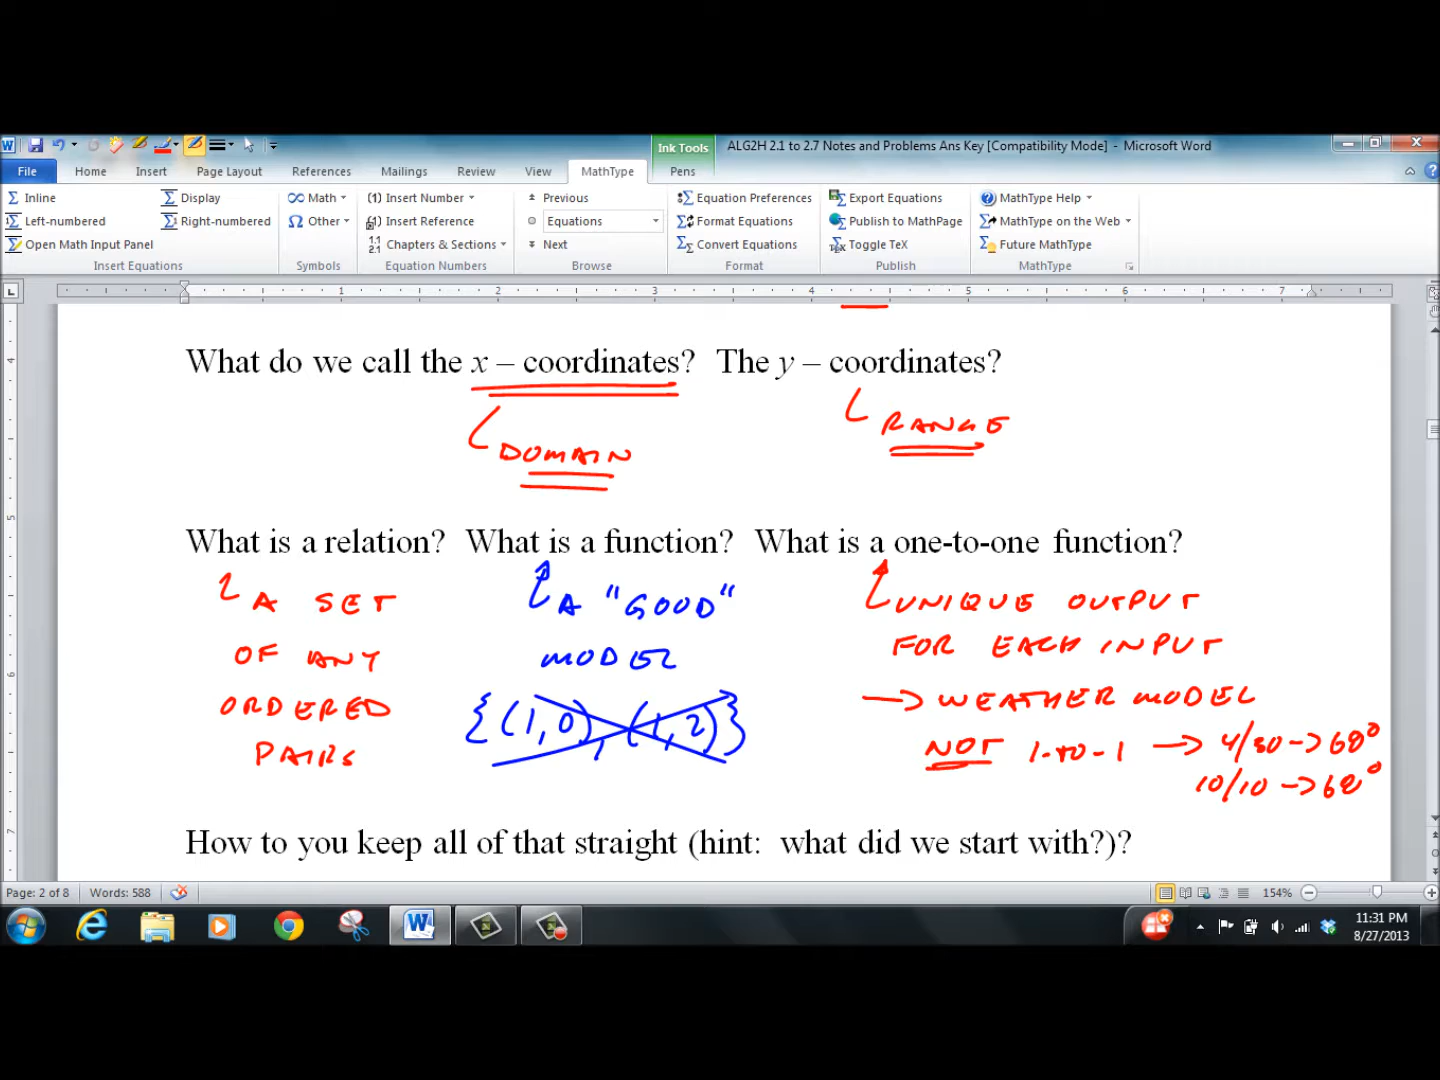 Ink Tools
ALG2H 2.1 to 2.7 Notes and Problems Ans Key [Compatibility Mode] - Microsoft Word
File Home Insert Page Layout References Mailings Review View MathType Pens
Inline Display Math Insert Number Previous Equation Preferences Export Equations MathType Help
Left-numbered Right-numbered Other Insert Reference Equations Format Equations Publish to MathPage MathType on the Web
Open Math Input Panel Chapters & Sections Next Convert Equations Toggle TeX Future MathType
Insert Equations Symbols Equation Numbers Browse Format Publish MathType
1 2 3 4 5 6 7
What do we call the x – coordinates? The y – coordinates?
RANGE
DOMAIN
What is a relation? What is a function? What is a one-to-one function?
A SET A "GOOD" UNIQUE OUTPUT
OF ANY MODEL FOR EACH INPUT
ORDERED {(1,0), (1,2)} → WEATHER MODEL
PAIRS NOT 1-to-1 → 4/30 → 68°
10/10 → 68°
How to you keep all of that straight (hint: what did we start with?)?
Page: 2 of 8 Words: 588 154%
11:31 PM
8/27/2013